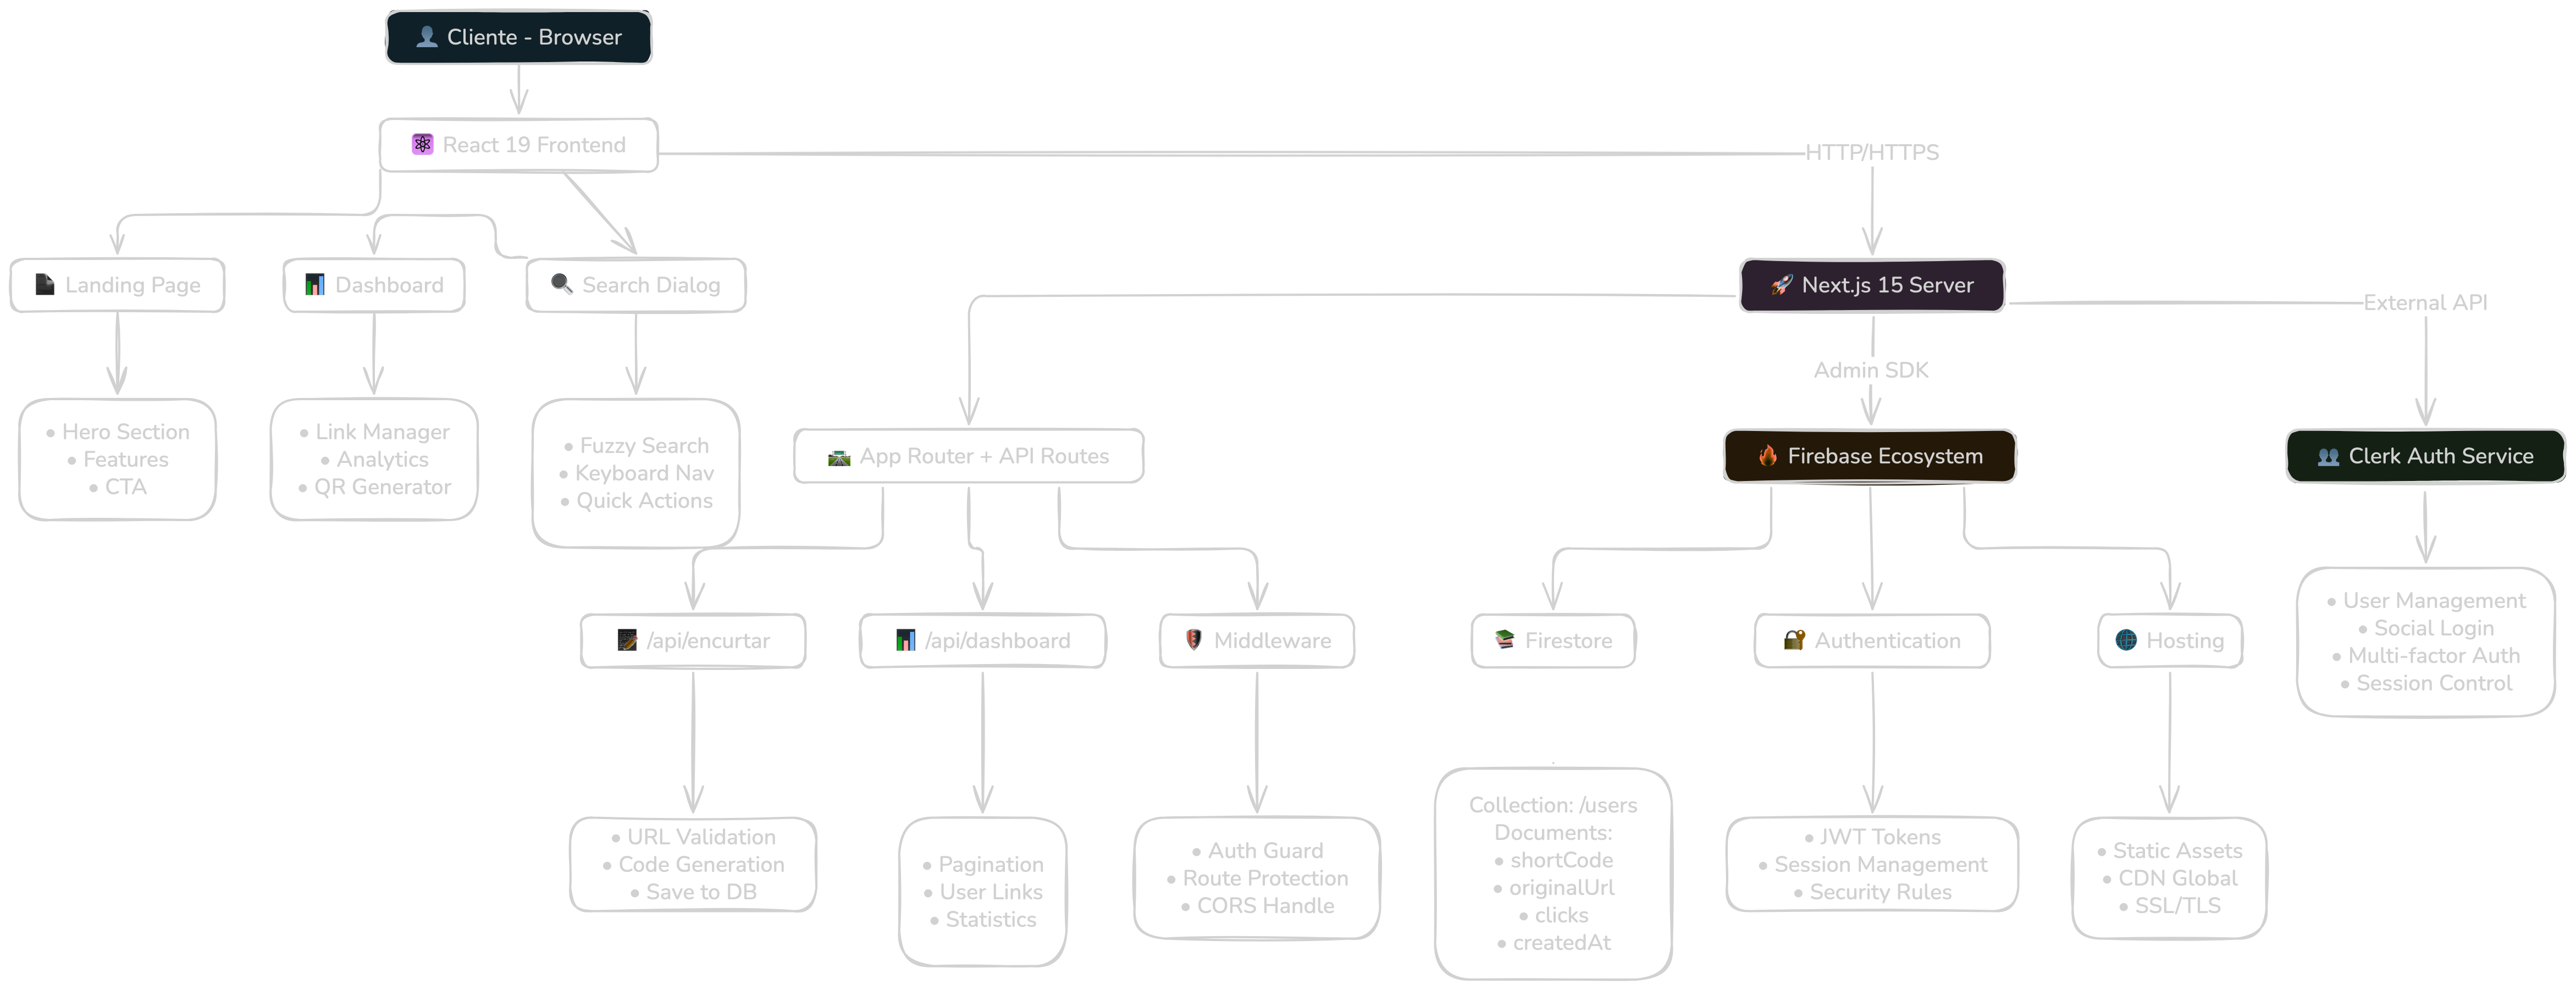 Cliente - Browser
React 19 Frontend
HTTP/HTTPS
Landing Page
Dashboard
Search Dialog
Next.js 15 Server
External API
Admin SDK
• Hero Section
• Features
• CTA
• Link Manager
• Analytics
• QR Generator
• Fuzzy Search
• Keyboard Nav
• Quick Actions
App Router + API Routes
Firebase Ecosystem
Clerk Auth Service
/api/encurtar
/api/dashboard
Middleware
Firestore
Authentication
Hosting
• User Management
• Social Login
• Multi-factor Auth
• Session Control
• URL Validation
• Code Generation
• Save to DB
• Pagination
• User Links
• Statistics
• Auth Guard
• Route Protection
• CORS Handle
Collection: /users
Documents:
• shortCode
• originalUrl
• clicks
• createdAt
• JWT Tokens
• Session Management
• Security Rules
• Static Assets
• CDN Global
• SSL/TLS